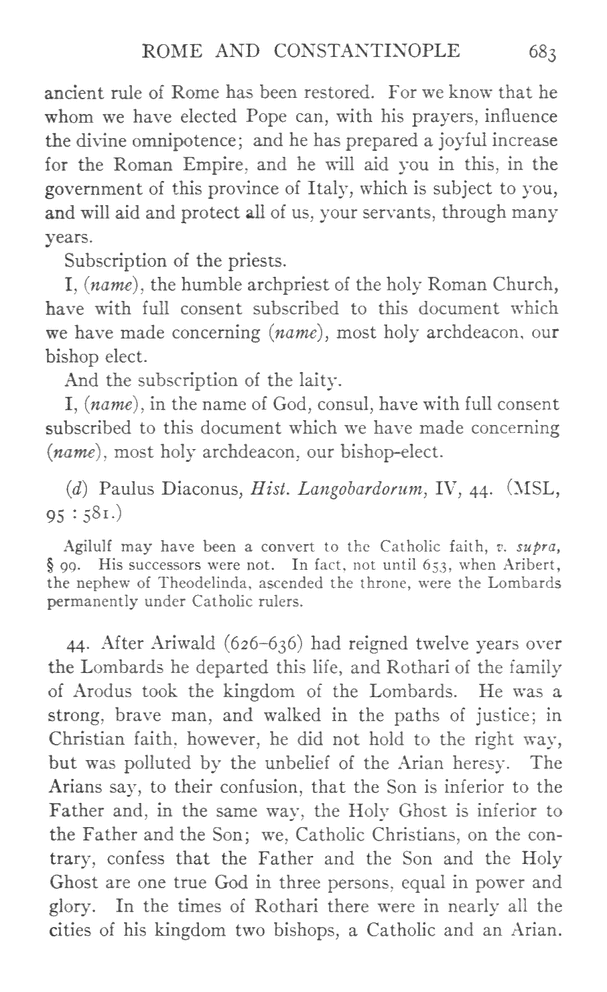 ROME AND CONSTANTINOPLE 683
ancient rule of Rome has been restored. For we know that he
whom we have elected Pope can, with his prayers, influence
the divine omnipotence; and he has prepared a joyful increase
for the Roman Empire, and he will aid you in this, in the
government of this province of Italy, which is subject to you,
and will aid and protect all of us, your servants, through many
years.
Subscription of the priests.
I, (name), the humble archpriest of the holy Roman Church,
have with full consent subscribed to this document which
we have made concerning (name), most holy archdeacon, our
bishop elect.
And the subscription of the laity.
I, (name), in the name of God, consul, have with full consent
subscribed to this document which we have made concerning
(name), most holy archdeacon, our bishop-elect.
(d) Paulus Diaconus, Hist. Langobardorum, IV, 44. (MSL,
95 : 581.)
Agilulf may have been a convert to the Catholic faith, v. supra,
§ 99. His successors were not. In fact, not until 653, when Aribert,
the nephew of Theodelinda, ascended the throne, were the Lombards
permanently under Catholic rulers.
44. After Ariwald (626–636) had reigned twelve years over
the Lombards he departed this life, and Rothari of the family
of Arodus took the kingdom of the Lombards. He was a
strong, brave man, and walked in the paths of justice; in
Christian faith, however, he did not hold to the right way,
but was polluted by the unbelief of the Arian heresy. The
Arians say, to their confusion, that the Son is inferior to the
Father and, in the same way, the Holy Ghost is inferior to
the Father and the Son; we, Catholic Christians, on the con-
trary, confess that the Father and the Son and the Holy
Ghost are one true God in three persons, equal in power and
glory. In the times of Rothari there were in nearly all the
cities of his kingdom two bishops, a Catholic and an Arian.